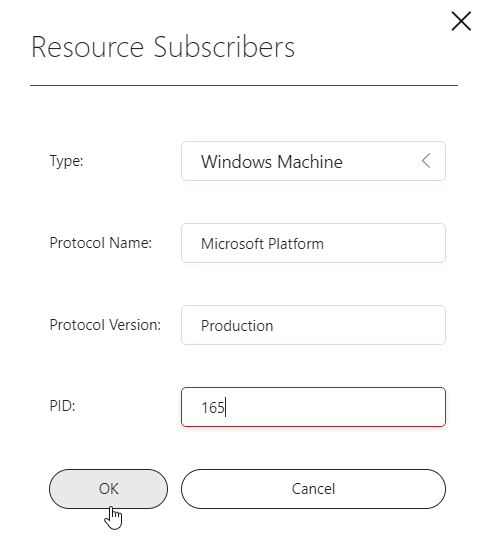 Resource Subscribers
Type:
Windows Machine
Protocol Name:
Microsoft Platform
Protocol Version:
Production
PID:
165
OK
Cancel